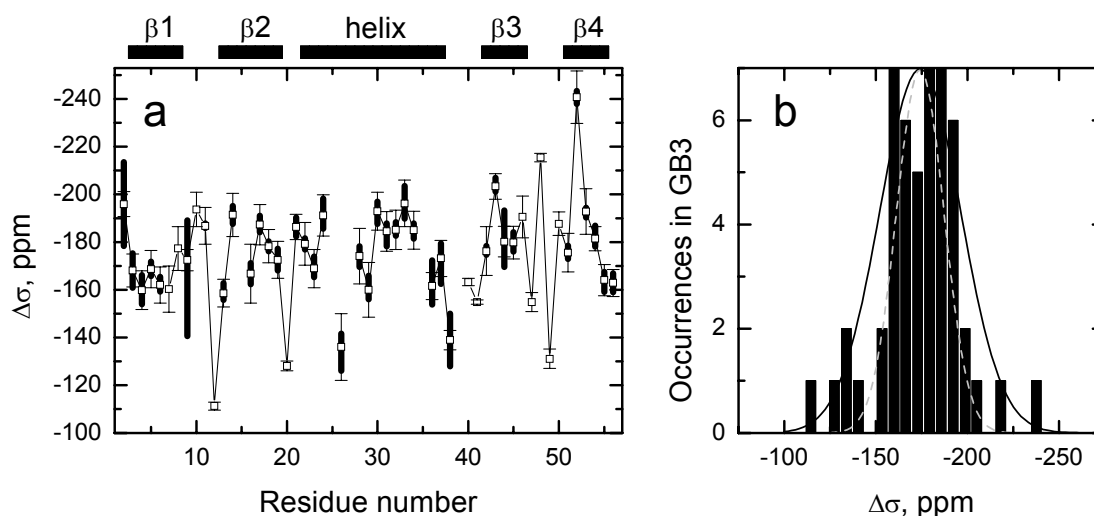 β1 β2 helix β3 β4
a
-240
-220
-200
-180
-160
-140
-120
-100
Δσ, ppm
10 20 30 40 50
Residue number
b
6
4
2
0
Occurrences in GB3
-100 -150 -200 -250
Δσ, ppm